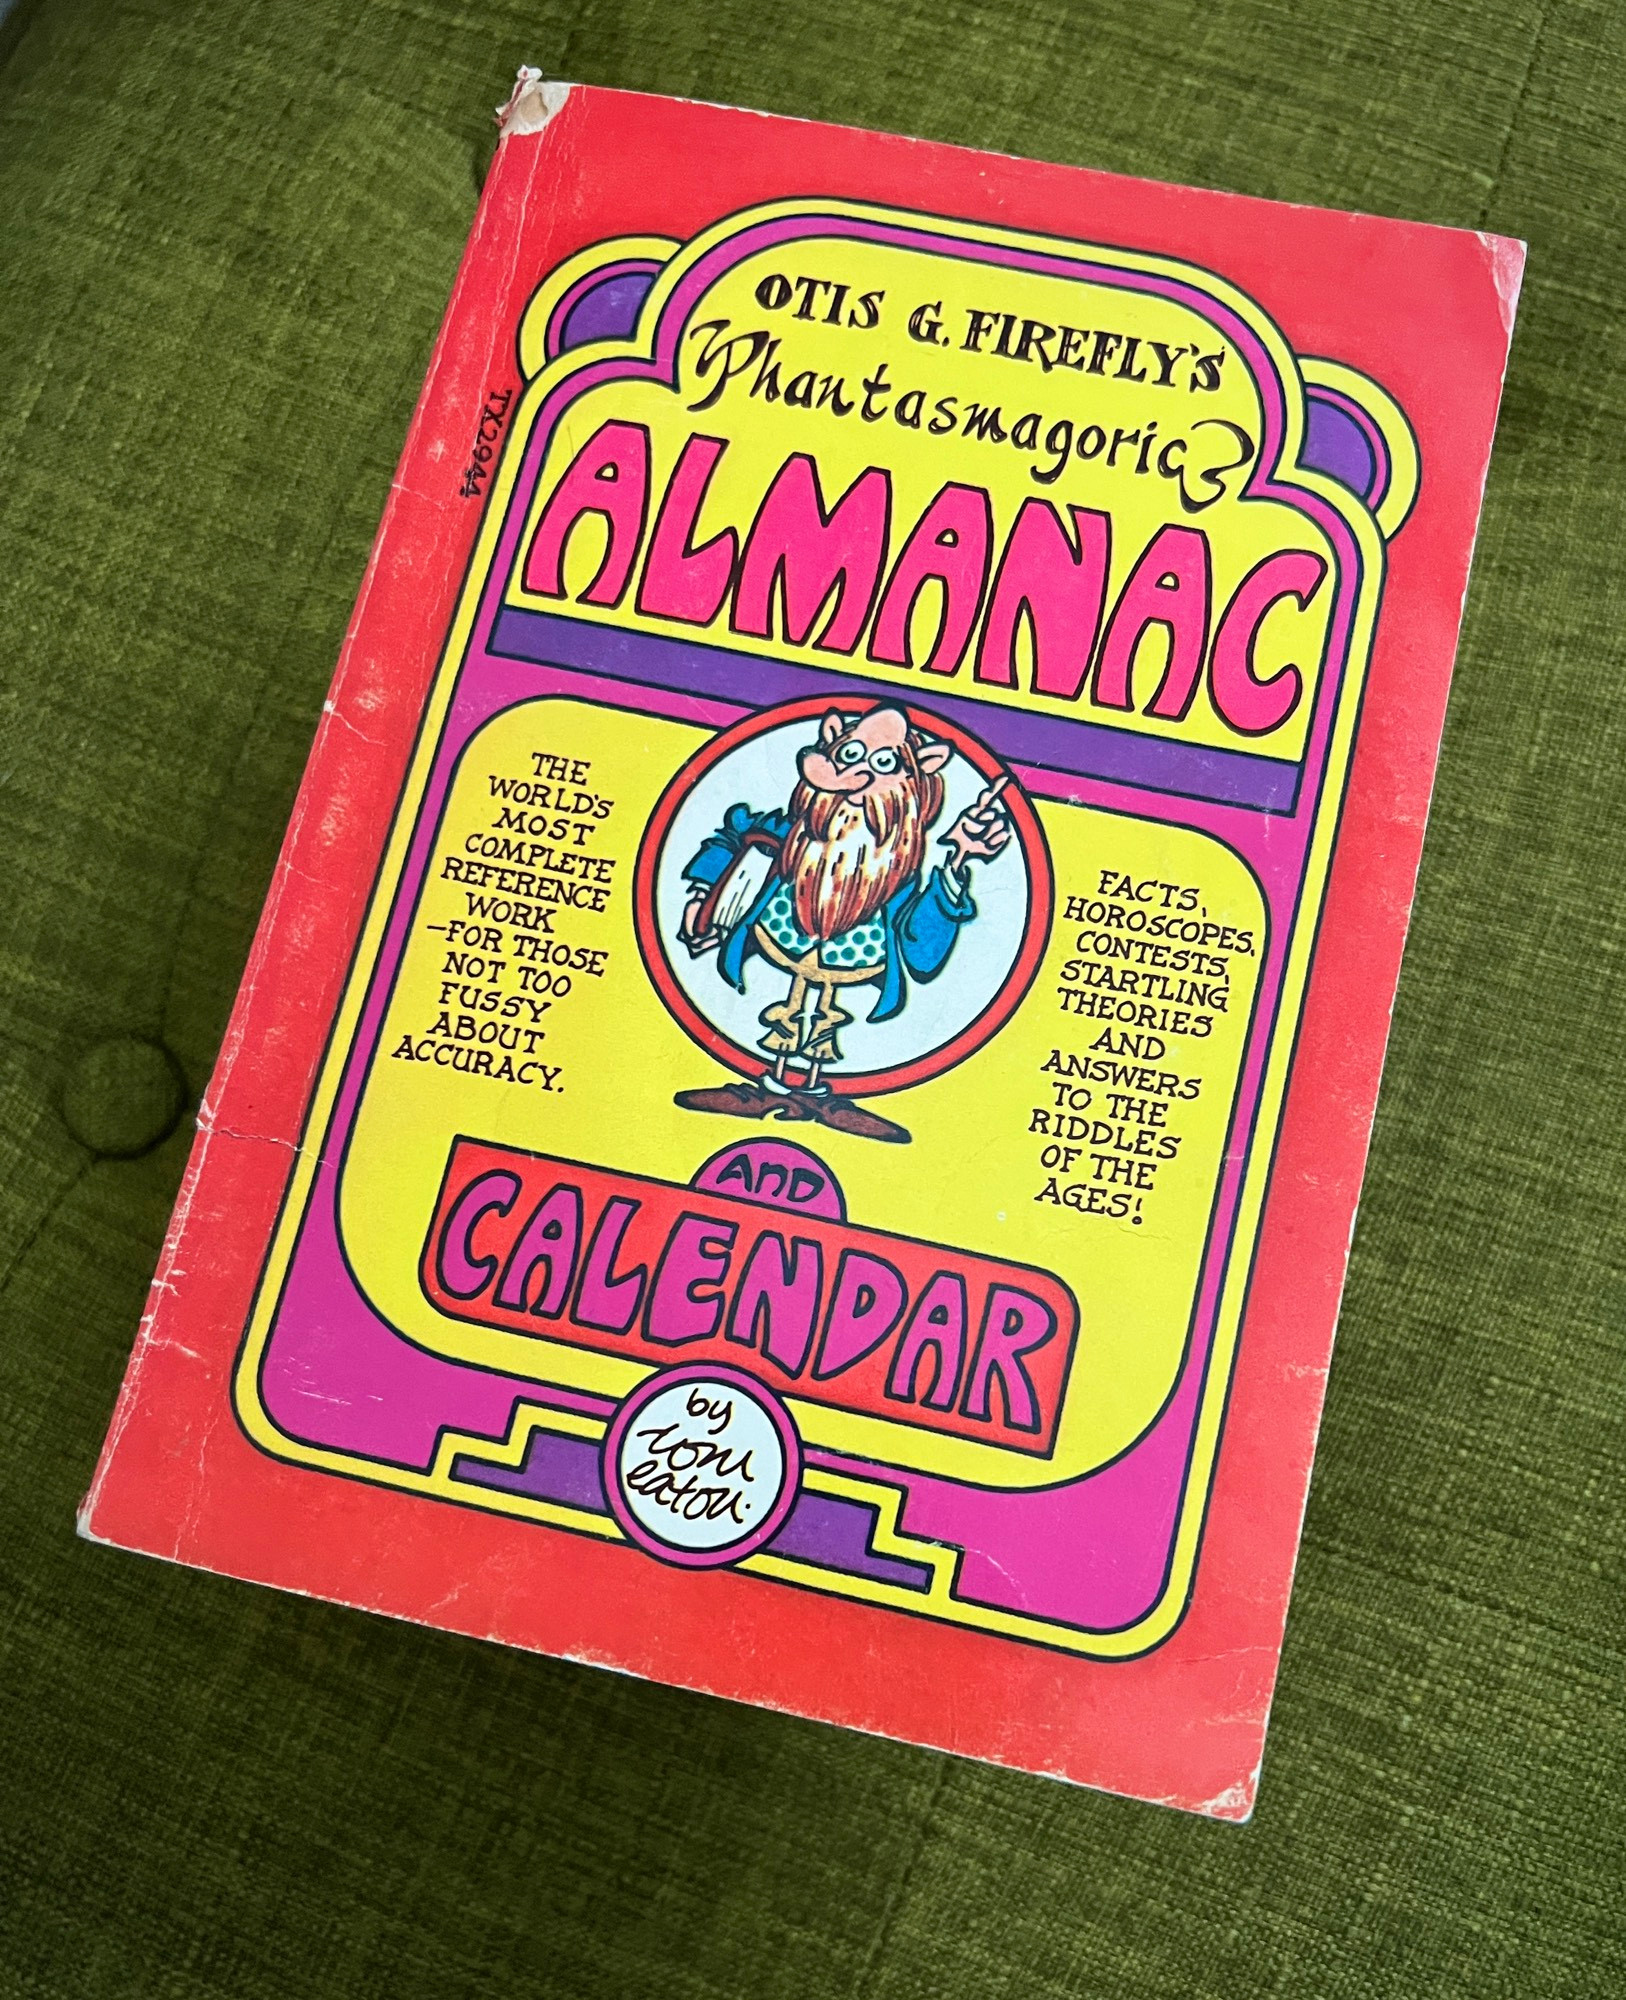 OTIS G. FIREFLY'S
Phantasmagoric
ALMANAC
TX2944
THE
WORLD'S
MOST
COMPLETE
REFERENCE
WORK
—FOR THOSE
NOT TOO
FUSSY
ABOUT
ACCURACY.
FACTS,
HOROSCOPES,
CONTESTS,
STARTLING
THEORIES
AND
ANSWERS
TO THE
RIDDLES
OF THE
AGES!
AND
CALENDAR
by
tom
eaton.